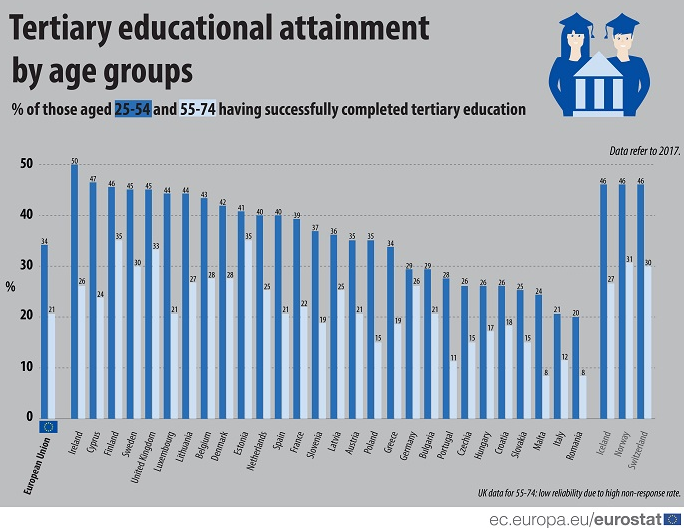 Tertiary educational attainment
by age groups
% of those aged 25-54 and 55-74 having successfully completed tertiary education
Data refer to 2017.
50
40
30
20
10
0
%
34 21
50 26
47 24
46 35
45 30
45 33
44 21
44 27
43 28
42 28
41 35
40 25
40 21
39 22
37 19
36 25
35 21
35 15
34 19
29 26
29 21
28 11
26 15
26 17
26 18
25 15
24 8
21 12
20 8
46 27
46 31
46 30
European Union
Ireland
Cyprus
Finland
Sweden
United Kingdom
Luxembourg
Lithuania
Belgium
Denmark
Estonia
Netherlands
Spain
France
Slovenia
Latvia
Austria
Poland
Greece
Germany
Bulgaria
Portugal
Czechia
Hungary
Croatia
Slovakia
Malta
Italy
Romania
Iceland
Norway
Switzerland
UK data for 55-74: low reliability due to high non-response rate.
ec.europa.eu/eurostat